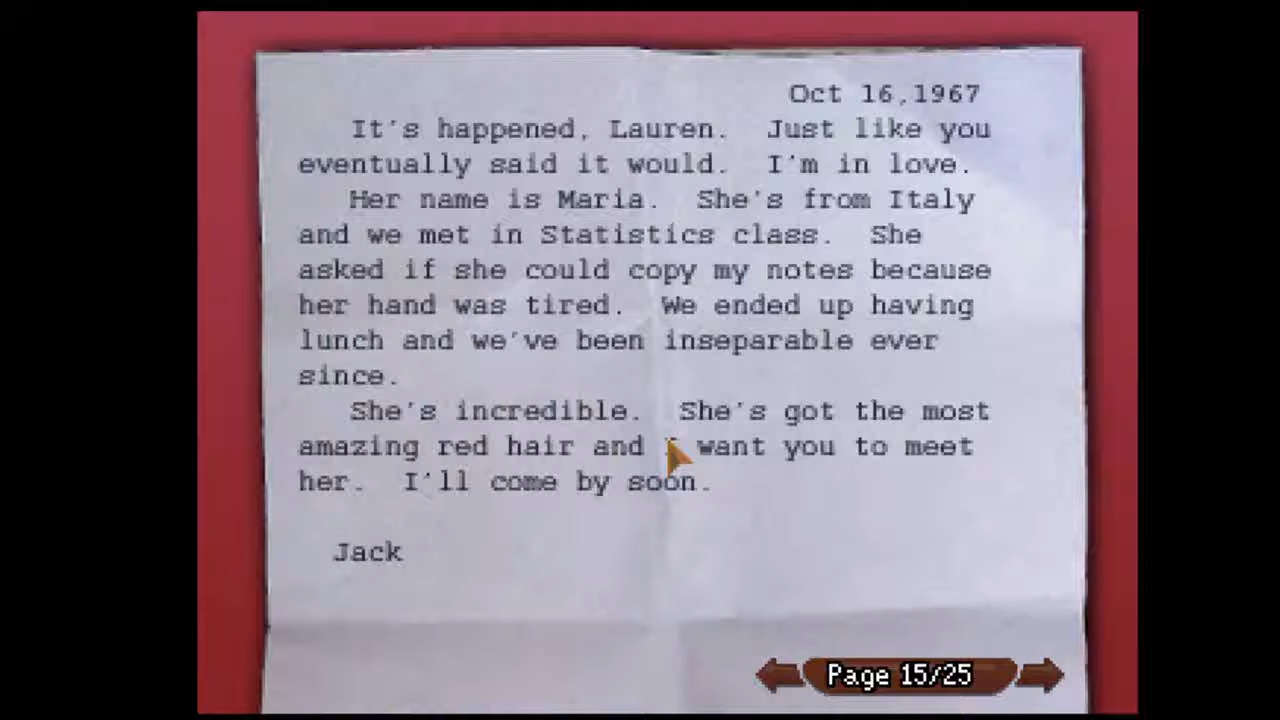 Oct 16,1967
It's happened, Lauren. Just like you
eventually said it would. I'm in love.
Her name is Maria. She's from Italy
and we met in Statistics class. She
asked if she could copy my notes because
her hand was tired. We ended up having
lunch and we've been inseparable ever
since.
She's incredible. She's got the most
amazing red hair and I want you to meet
her. I'll come by soon.
Jack
Page 15/25